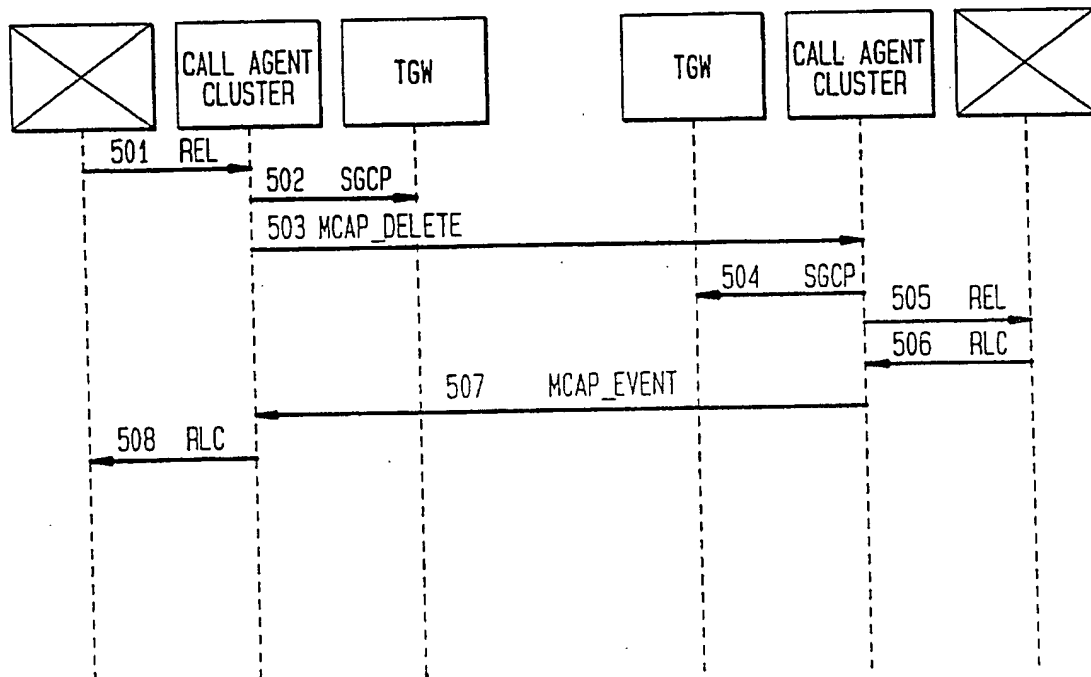 CALL AGENT
CLUSTER
TGW
TGW
CALL AGENT
CLUSTER
501 REL
502 SGCP
503 MCAP_DELETE
504 SGCP
505 REL
506 RLC
507 MCAP_EVENT
508 RLC